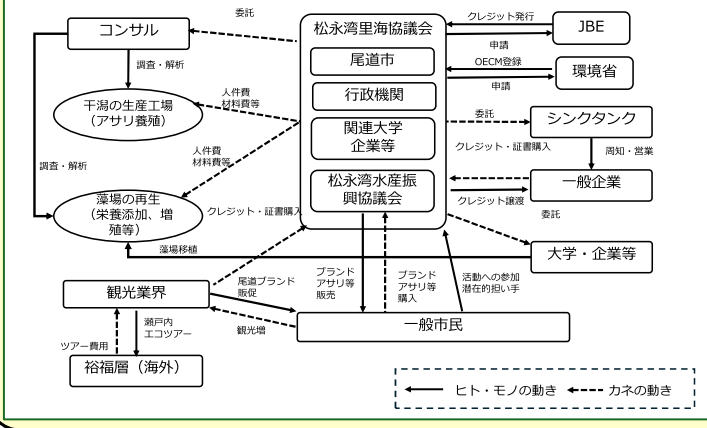 委託
松永湾里海協議会
クレジット発行
JBE
コンサル
申請
尾道市
OECM登録
環境省
調査・解析
申請
人件費
材料費等
行政機関
干潟の生産工場
(アサリ養殖)
委託
シンクタンク
関連大学
企業等
人件費
材料費等
クレジット・証書購入
周知・営業
調査・解析
松永湾水産振
興協議会
一般企業
藻場の再生
(栄養添加、増
殖等)
クレジット譲渡
クレジット・証書購入
委託
藻場移植
大学・企業等
観光業界
尾道ブランド
販促
ブランド
アサリ等
販売
ブランド
アサリ等
購入
活動への参加
潜在的担い手
瀬戸内
エコツアー
観光増
一般市民
ツアー費用
裕福層(海外)
ヒト・モノの動き
カネの動き